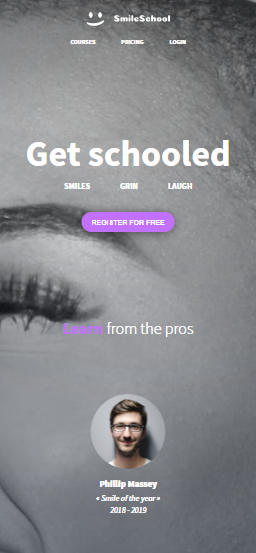 SmileSchool
COURSES PRICING LOGIN
Get schooled
SMILES GRIN LAUGH
REGISTER FOR FREE
Learn from the pros
Phillip Massey
« Smile of the year »
2018 - 2019